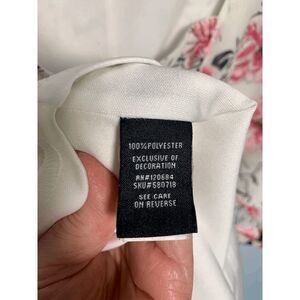 100%POLYESTER
EXCLUSIVE OF
DECORATION
RN#120684
SKU#580718
SEE CARE
ON REVERSE